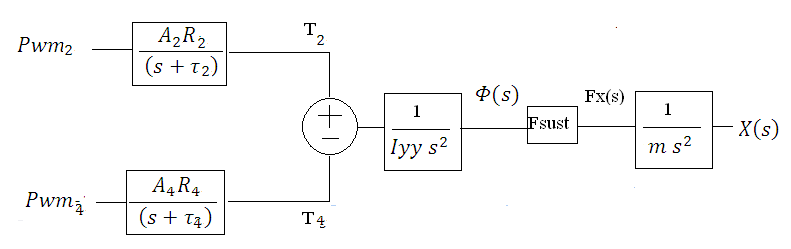 Pwm₂
A₂R₂
(s + τ₂)
T₂
+
−
1
Iyy s²
Φ(s)
Fsust
Fx(s)
1
m s²
X(s)
Pwm₄
A₄R₄
(s + τ₄)
T₄